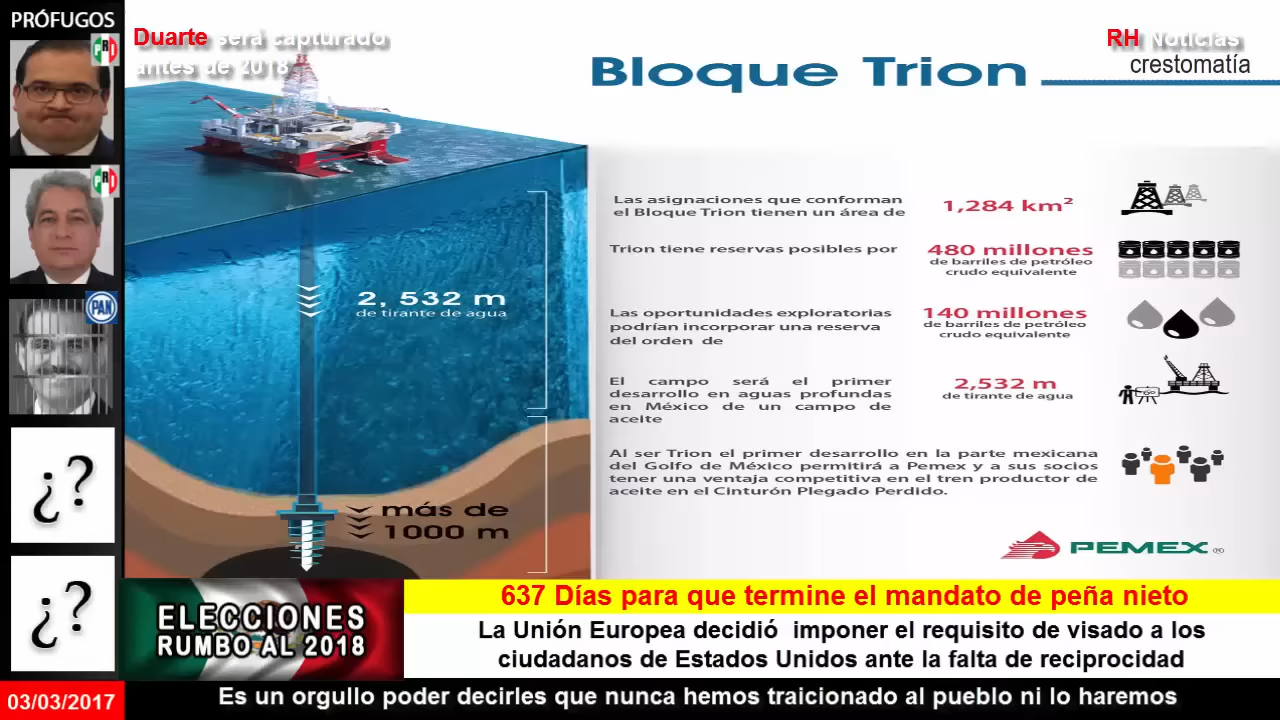 PRÓFUGOS
PRI
PRI
PAN
¿?
¿?
03/03/2017
Duarte será capturado
antes de 2018
RH Noticias
crestomatía
Bloque Trion
2, 532 m
de tirante de agua
más de
1000 m
Las asignaciones que conforman
el Bloque Trion tienen un área de
1,284 km²
Trion tiene reservas posibles por
480 millones
de barriles de petróleo
crudo equivalente
Las oportunidades exploratorias
podrían incorporar una reserva
del orden de
140 millones
de barriles de petróleo
crudo equivalente
El campo será el primer
desarrollo en aguas profundas
en México de un campo de
aceite
2,532 m
de tirante de agua
Al ser Trion el primer desarrollo en la parte mexicana
del Golfo de México permitirá a Pemex y a sus socios
tener una ventaja competitiva en el tren productor de
aceite en el Cinturón Plegado Perdido.
PEMEX ®
ELECCIONES
RUMBO AL 2018
637 Días para que termine el mandato de peña nieto
La Unión Europea decidió imponer el requisito de visado a los
ciudadanos de Estados Unidos ante la falta de reciprocidad
Es un orgullo poder decirles que nunca hemos traicionado al pueblo ni lo haremos